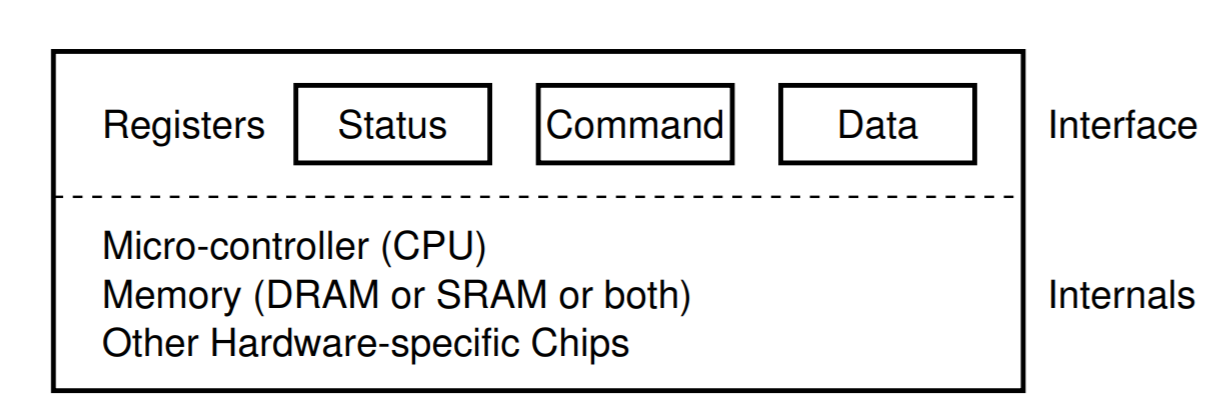 Registers Status Command Data Interface
Micro-controller (CPU)
Memory (DRAM or SRAM or both) Internals
Other Hardware-specific Chips